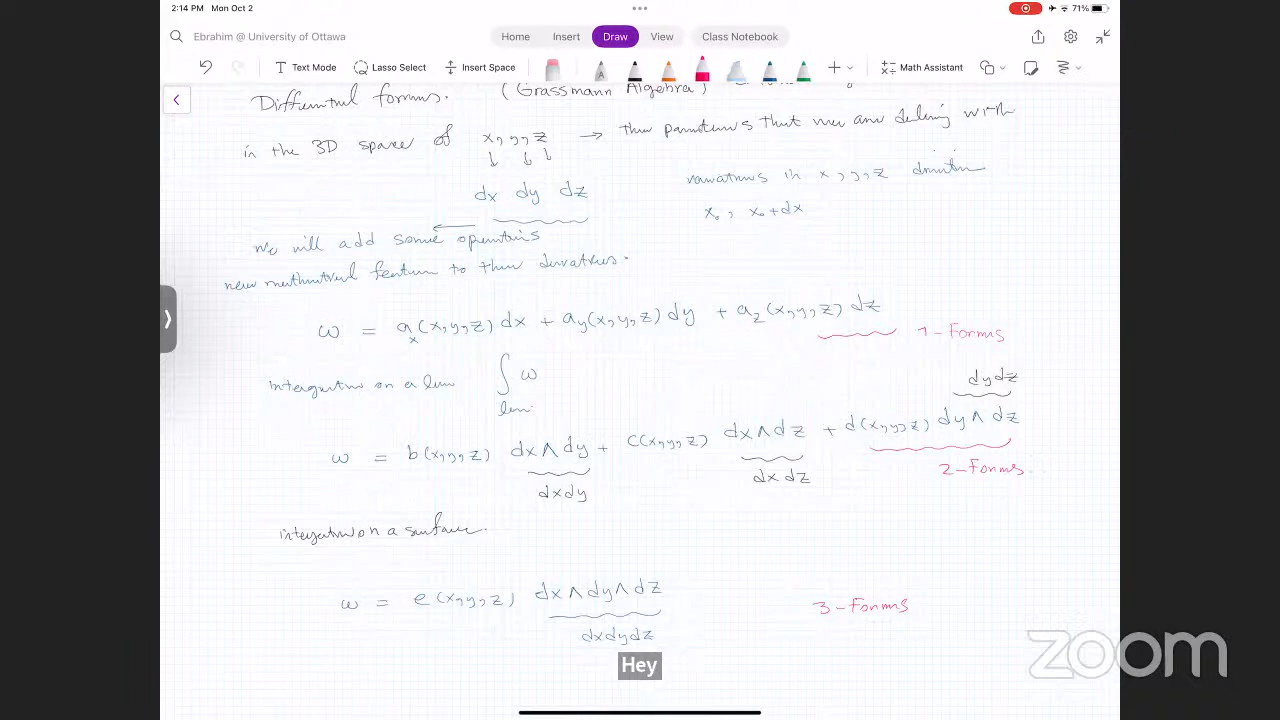 2:14 PM Mon Oct 2
71%
Ebrahim @ University of Ottawa
Home Insert Draw View Class Notebook
Text Mode Lasso Select Insert Space Math Assistant
Differential forms. (Grassmann Algebra)
in the 3D space of x, y, z → the parameters that we are dealing with
↓ ↓ ↓
dx dy dz
variations in x, y, z direction
x₀, x₀+dx
we will add some operations
new mathematical feature to the derivatives.
ω = aₓ(x,y,z) dx + a_y(x,y,z) dy + a_z(x,y,z) dz
1-Forms
integration on a line ∫ ω
line
ω = b(x,y,z) dx∧dy + c(x,y,z) dx∧dz + d(x,y,z) dy∧dz
dxdy dxdz dydz
2-Forms
integration on a surface.
ω = e(x,y,z) dx∧dy∧dz
dxdydz
3-Forms
Hey
zoom